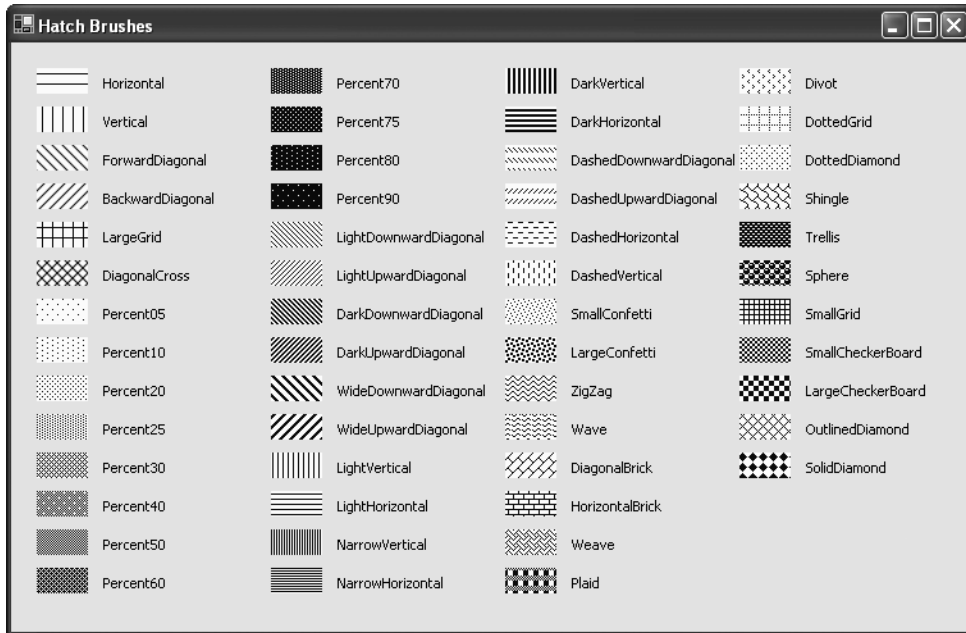 Hatch Brushes
Horizontal
Vertical
ForwardDiagonal
BackwardDiagonal
LargeGrid
DiagonalCross
Percent05
Percent10
Percent20
Percent25
Percent30
Percent40
Percent50
Percent60
Percent70
Percent75
Percent80
Percent90
LightDownwardDiagonal
LightUpwardDiagonal
DarkDownwardDiagonal
DarkUpwardDiagonal
WideDownwardDiagonal
WideUpwardDiagonal
LightVertical
LightHorizontal
NarrowVertical
NarrowHorizontal
DarkVertical
DarkHorizontal
DashedDownwardDiagonal
DashedUpwardDiagonal
DashedHorizontal
DashedVertical
SmallConfetti
LargeConfetti
ZigZag
Wave
DiagonalBrick
HorizontalBrick
Weave
Plaid
Divot
DottedGrid
DottedDiamond
Shingle
Trellis
Sphere
SmallGrid
SmallCheckerBoard
LargeCheckerBoard
OutlinedDiamond
SolidDiamond